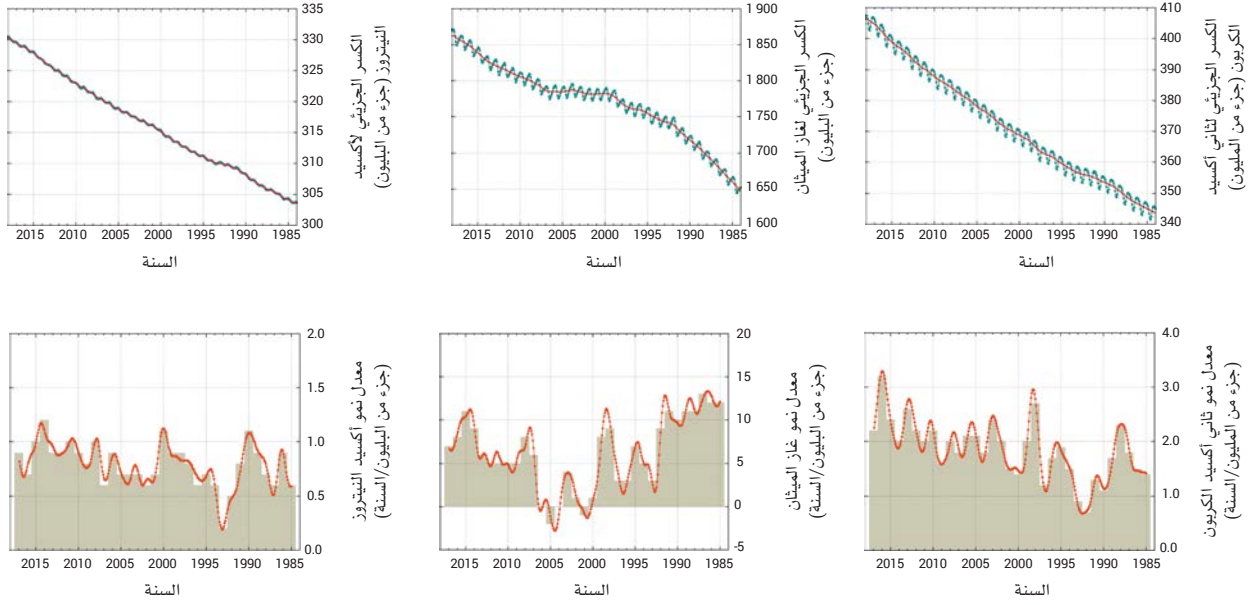 الكسر الجزيئي لثاني أكسيد
الكربون (جزء من المليون)
410
400
390
380
370
360
350
340
2015 2010 2005 2000 1995 1990 1985
السنة
الكسر الجزيئي لغاز الميثان
(جزء من البليون)
1 900
1 850
1 800
1 750
1 700
1 650
1 600
2015 2010 2005 2000 1995 1990 1985
السنة
الكسر الجزيئي لأكسيد
النيتروز (جزء من البليون)
335
330
325
320
315
310
305
300
2015 2010 2005 2000 1995 1990 1985
السنة
معدل نمو ثاني أكسيد الكربون
(جزء من المليون/السنة)
4.0
3.0
2.0
1.0
0.0
2015 2010 2005 2000 1995 1990 1985
السنة
معدل نمو غاز الميثان
(جزء من البليون/السنة)
20
15
10
5
0
-5
2015 2010 2005 2000 1995 1990 1985
السنة
معدل نمو أكسيد النيتروز
(جزء من البليون/السنة)
2.0
1.5
1.0
0.5
0.0
2015 2010 2005 2000 1995 1990 1985
السنة